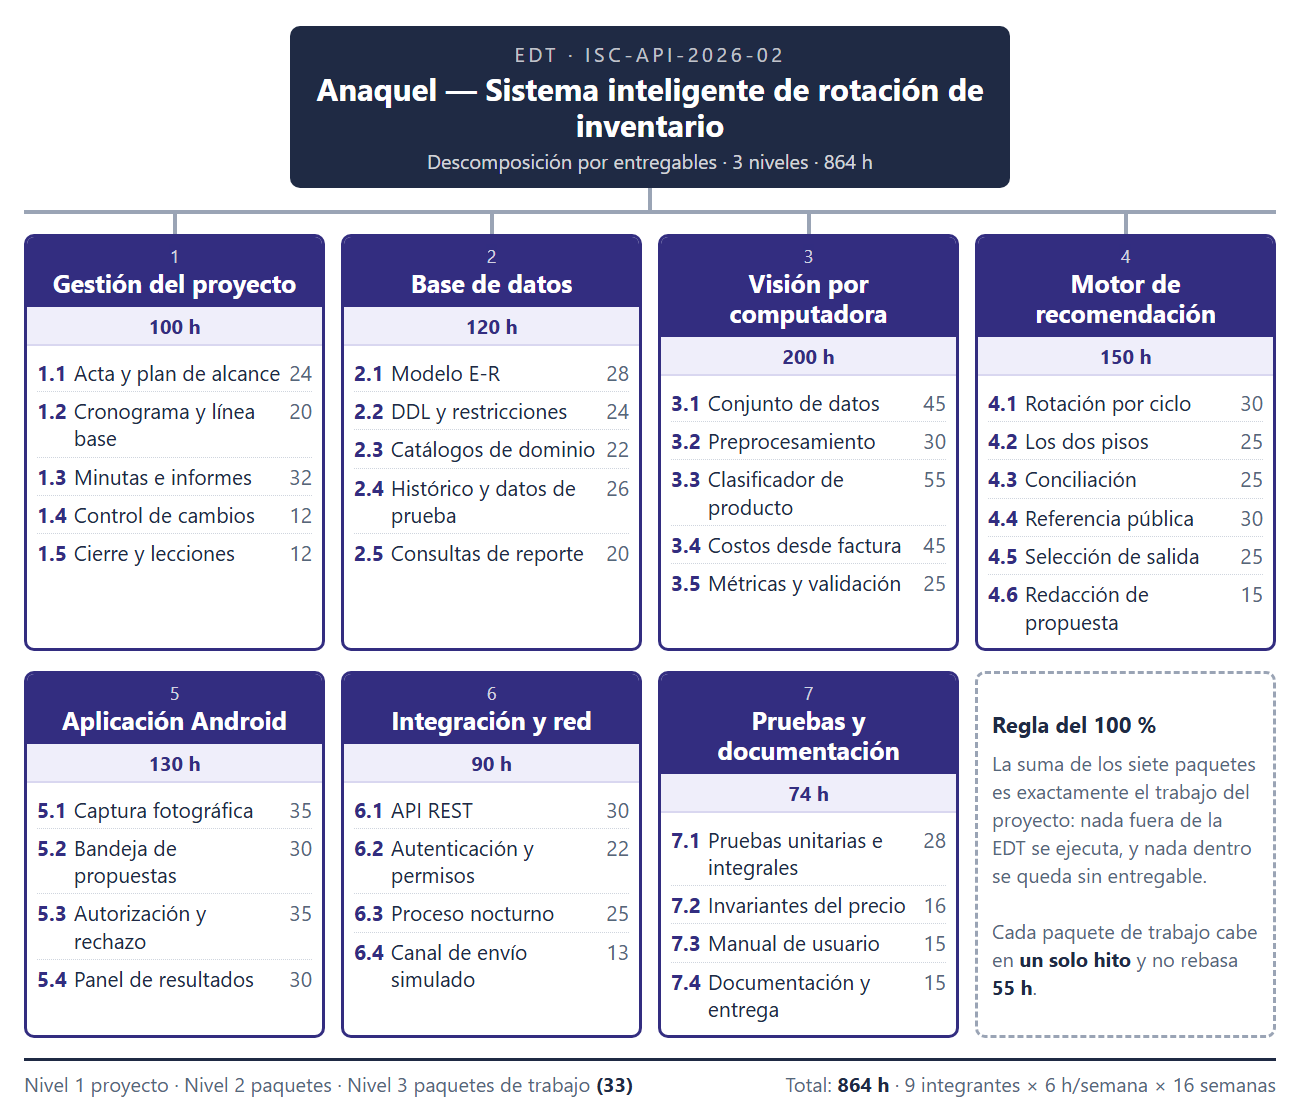 EDT · ISC-API-2026-02
Anaquel — Sistema inteligente de rotación de
inventario
Descomposición por entregables · 3 niveles · 864 h
1
Gestión del proyecto
100 h
1.1 Acta y plan de alcance 24
1.2 Cronograma y línea 20
base
1.3 Minutas e informes 32
1.4 Control de cambios 12
1.5 Cierre y lecciones 12
2
Base de datos
120 h
2.1 Modelo E-R 28
2.2 DDL y restricciones 24
2.3 Catálogos de dominio 22
2.4 Histórico y datos de 26
prueba
2.5 Consultas de reporte 20
3
Visión por
computadora
200 h
3.1 Conjunto de datos 45
3.2 Preprocesamiento 30
3.3 Clasificador de 55
producto
3.4 Costos desde factura 45
3.5 Métricas y validación 25
4
Motor de
recomendación
150 h
4.1 Rotación por ciclo 30
4.2 Los dos pisos 25
4.3 Conciliación 25
4.4 Referencia pública 30
4.5 Selección de salida 25
4.6 Redacción de 15
propuesta
5
Aplicación Android
130 h
5.1 Captura fotográfica 35
5.2 Bandeja de 30
propuestas
5.3 Autorización y 35
rechazo
5.4 Panel de resultados 30
6
Integración y red
90 h
6.1 API REST 30
6.2 Autenticación y 22
permisos
6.3 Proceso nocturno 25
6.4 Canal de envío 13
simulado
7
Pruebas y
documentación
74 h
7.1 Pruebas unitarias e 28
integrales
7.2 Invariantes del precio 16
7.3 Manual de usuario 15
7.4 Documentación y 15
entrega
Regla del 100 %
La suma de los siete paquetes
es exactamente el trabajo del
proyecto: nada fuera de la
EDT se ejecuta, y nada dentro
se queda sin entregable.
Cada paquete de trabajo cabe
en un solo hito y no rebasa
55 h.
Nivel 1 proyecto · Nivel 2 paquetes · Nivel 3 paquetes de trabajo (33)
Total: 864 h · 9 integrantes × 6 h/semana × 16 semanas